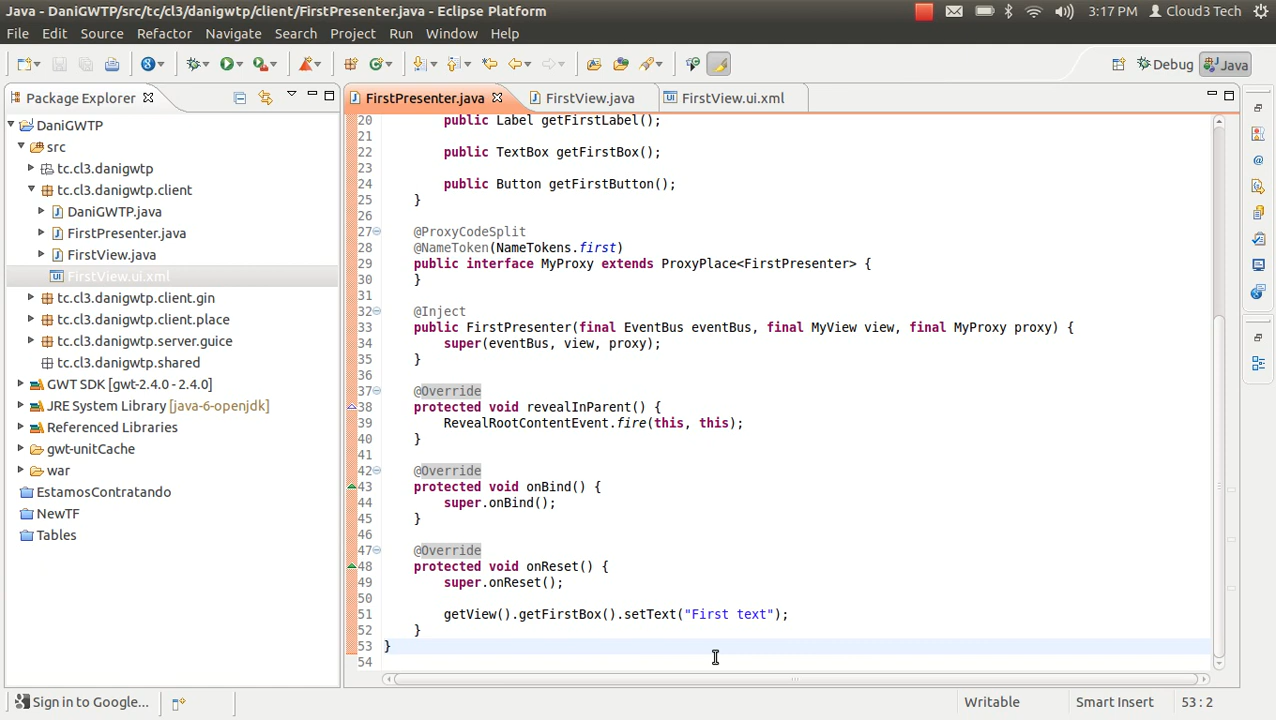 Java - DaniGWTP/src/tc/cl3/danigwtp/client/FirstPresenter.java - Eclipse Platform
3:17 PM
Cloud3 Tech
File Edit Source Refactor Navigate Search Project Run Window Help
Debug
Java
Package Explorer
DaniGWTP
src
tc.cl3.danigwtp
tc.cl3.danigwtp.client
DaniGWTP.java
FirstPresenter.java
FirstView.java
FirstView.ui.xml
tc.cl3.danigwtp.client.gin
tc.cl3.danigwtp.client.place
tc.cl3.danigwtp.server.guice
tc.cl3.danigwtp.shared
GWT SDK [gwt-2.4.0 - 2.4.0]
JRE System Library [java-6-openjdk]
Referenced Libraries
gwt-unitCache
war
EstamosContratando
NewTF
Tables
FirstPresenter.java
FirstView.java
FirstView.ui.xml
20 public Label getFirstLabel();
21
22 public TextBox getFirstBox();
23
24 public Button getFirstButton();
25 }
26
27 @ProxyCodeSplit
28 @NameToken(NameTokens.first)
29 public interface MyProxy extends ProxyPlace<FirstPresenter> {
30 }
31
32 @Inject
33 public FirstPresenter(final EventBus eventBus, final MyView view, final MyProxy proxy) {
34 super(eventBus, view, proxy);
35 }
36
37 @Override
38 protected void revealInParent() {
39 RevealRootContentEvent.fire(this, this);
40 }
41
42 @Override
43 protected void onBind() {
44 super.onBind();
45 }
46
47 @Override
48 protected void onReset() {
49 super.onReset();
50
51 getView().getFirstBox().setText("First text");
52 }
53 }
54
Sign in to Google...
Writable
Smart Insert
53 : 2